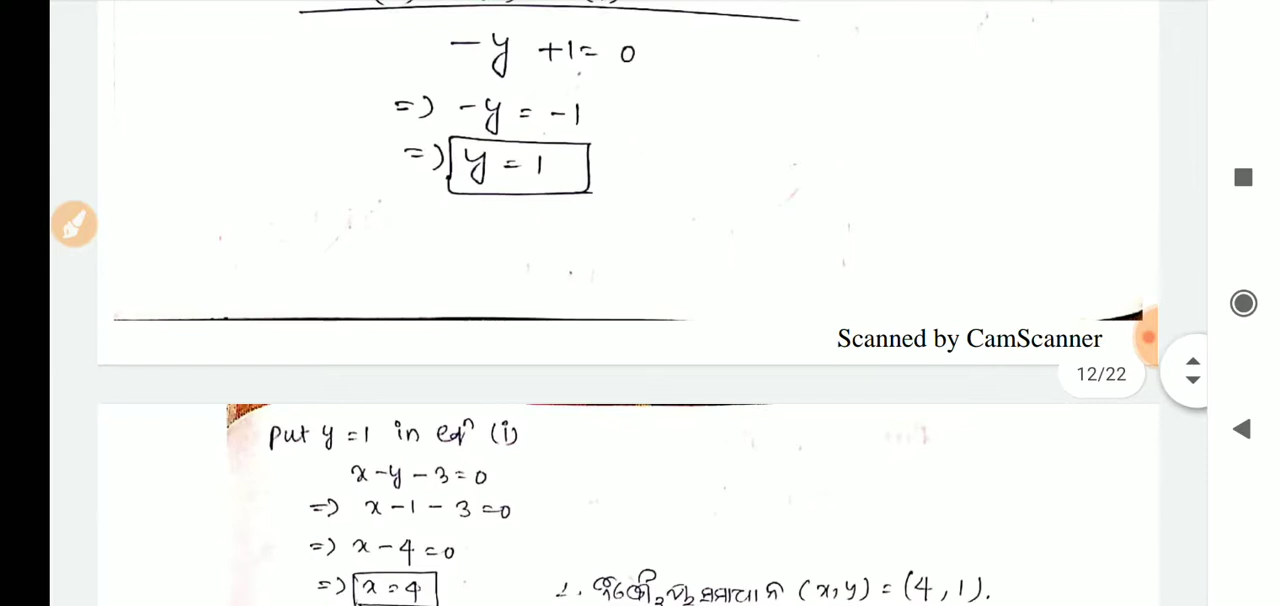 -y + 1 = 0
=) -y = -1
=) y = 1
Scanned by CamScanner
12/22
Put y = 1 in eqn (i)
x - y - 3 = 0
=) x - 1 - 3 = 0
=) x - 4 = 0
=) x = 4
ସମାଧାନ (x, y) = (4, 1).